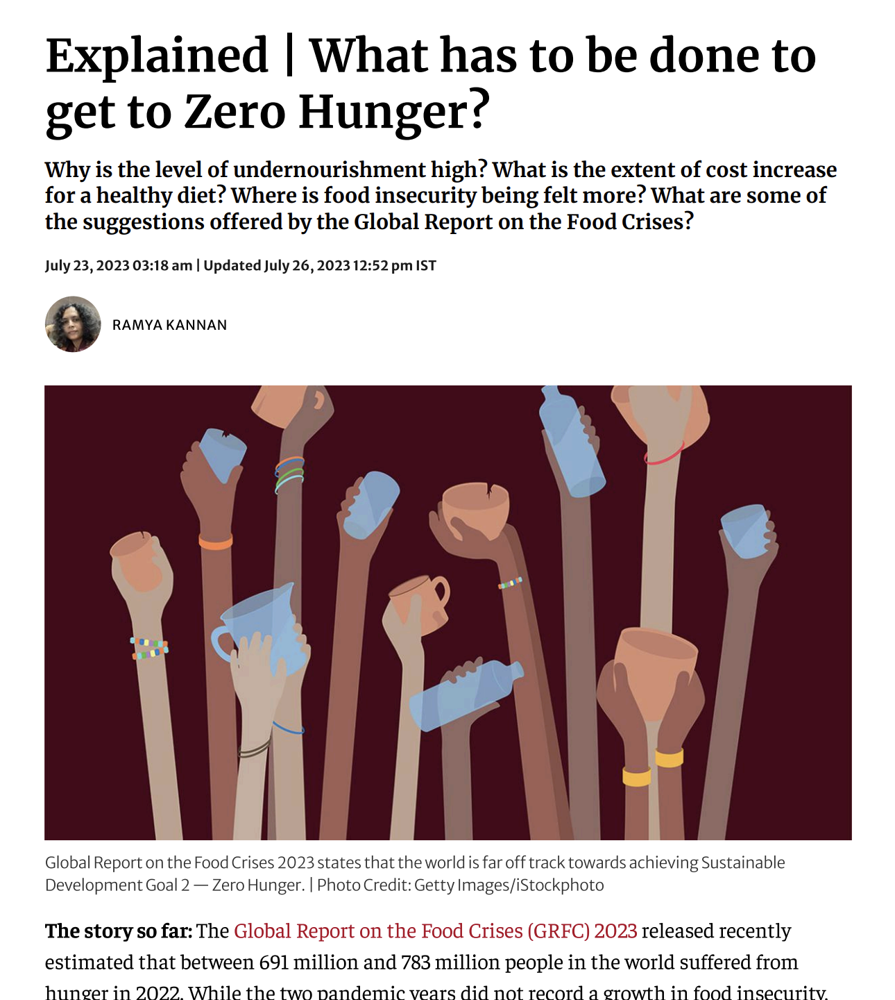 Explained | What has to be done to
get to Zero Hunger?
Why is the level of undernourishment high? What is the extent of cost increase
for a healthy diet? Where is food insecurity being felt more? What are some of
the suggestions offered by the Global Report on the Food Crises?
July 23, 2023 03:18 am | Updated July 26, 2023 12:52 pm IST
RAMYA KANNAN
Global Report on the Food Crises 2023 states that the world is far off track towards achieving Sustainable
Development Goal 2 — Zero Hunger. | Photo Credit: Getty Images/iStockphoto
The story so far: The Global Report on the Food Crises (GRFC) 2023 released recently
estimated that between 691 million and 783 million people in the world suffered from
hunger in 2022. While the two pandemic years did not record a growth in food insecurity,